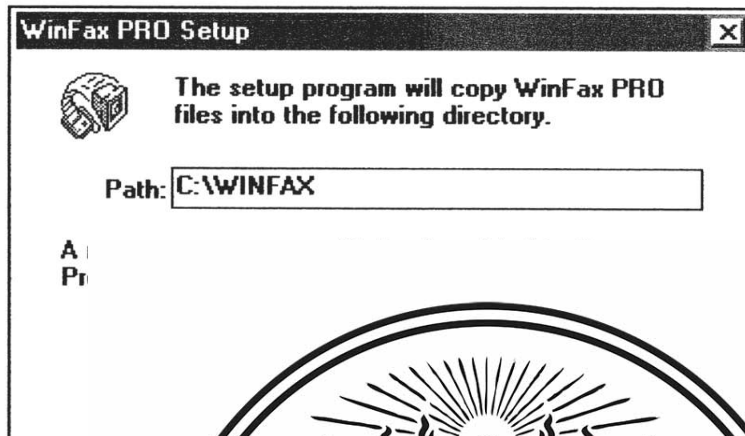 WinFax PRO Setup
The setup program will copy WinFax PRO
files into the following directory.
Path: C:\WINFAX
A